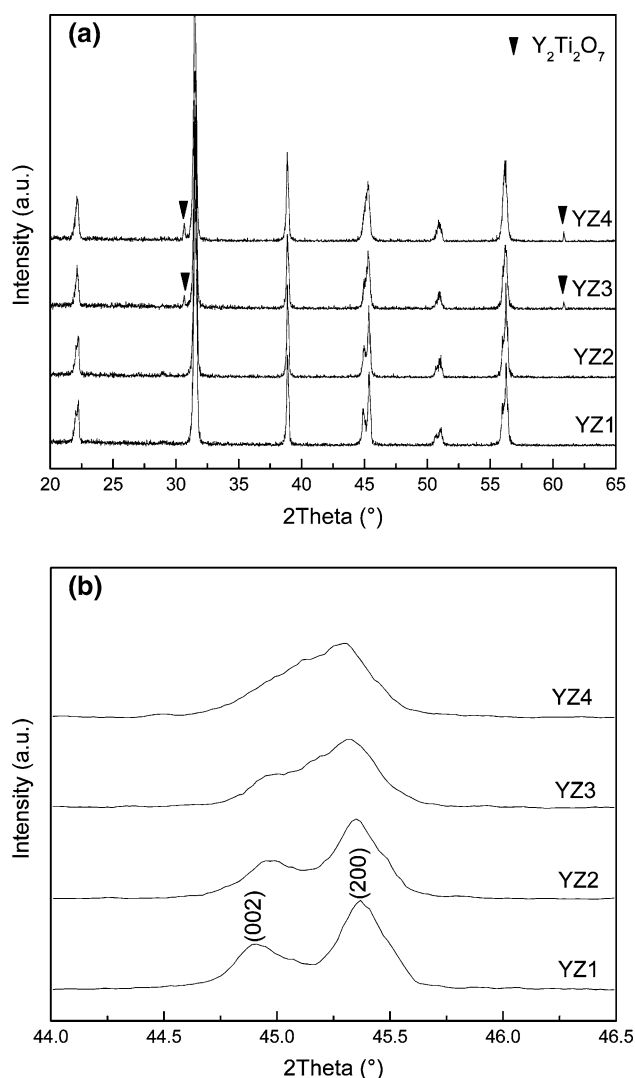 (a)
Y2Ti2O7
Intensity (a.u.)
YZ4
YZ3
YZ2
YZ1
20 25 30 35 40 45 50 55 60 65
2Theta (°)
(b)
Intensity (a.u.)
YZ4
YZ3
YZ2
(002)
(200)
YZ1
44.0 44.5 45.0 45.5 46.0 46.5
2Theta (°)